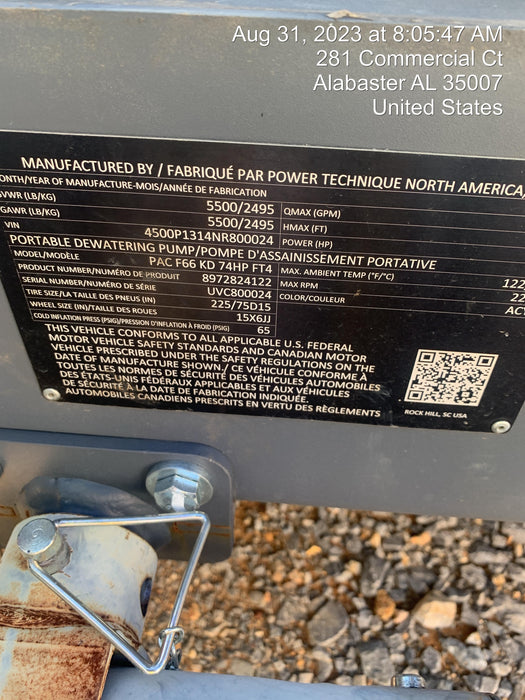 Aug 31, 2023 at 8:05:47 AM
281 Commercial Ct
Alabaster AL 35007
United States
MANUFACTURED BY / FABRIQUÉ PAR POWER TECHNIQUE NORTH AMERICA,
MONTH/YEAR OF MANUFACTURE-MOIS/ANNÉE DE FABRICATION
GVWR (LB/KG) 5500/2495 QMAX (GPM)
GAWR (LB/KG) 5500/2495 HMAX (FT)
VIN 4500P1314NR800024 POWER (HP)
PORTABLE DEWATERING PUMP/POMPE D'ASSAINISSEMENT PORTATIVE
MODEL/MODÈLE PAC F66 KD 74HP FT4 MAX. AMBIENT TEMP (°F/°C) 122
PRODUCT NUMBER/NUMÉRO DE PRODUIT 8972824122 MAX RPM 22
SERIAL NUMBER/NUMÉRO DE SÉRIE UVC800024 COLOR/COULEUR AC
TIRE SIZE/LA TAILLE DES PNEUS (IN) 225/75D15
WHEEL SIZE (IN)/TAILLE DES ROUES 15X6J
COLD INFLATION PRESS (PSIG)/PRESSION D'INFLATION À FROID (PSIG) 65
THIS VEHICLE CONFORMS TO ALL APPLICABLE U.S. FEDERAL
MOTOR VEHICLE SAFETY STANDARDS AND CANADIAN MOTOR
VEHICLE PRESCRIBED UNDER THE SAFETY REGULATIONS ON THE
DATE OF MANUFACTURE SHOWN./ CE VÉHICULE CONFORME À
TOUTES LES NORMES DE SÉCURITÉ DES VÉHICULES AUTOMOBILES
DES ÉTATS-UNIS FÉDÉRAUX APPLICABLES ET AUX VÉHICULES
DE SÉCURITÉ À LA DATE DE FABRICATION INDIQUÉE.
AUTOMOBILES CANADIENS PRESCRITS EN VERTU DES RÈGLEMENTS
ROCK HILL, SC USA